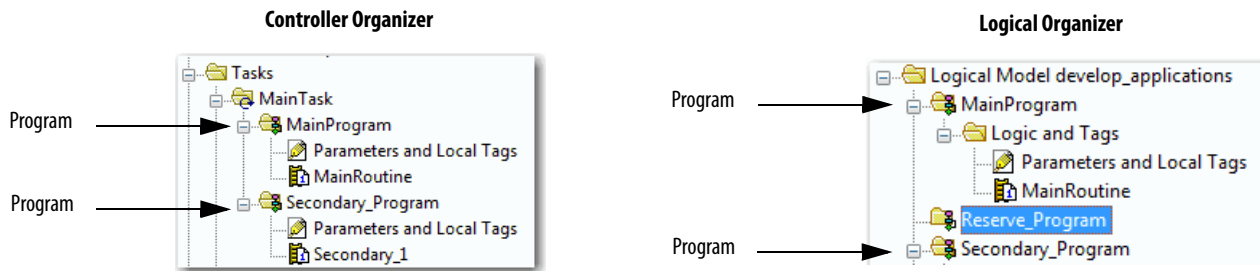 Controller Organizer
Program
Program
Tasks
MainTask
MainProgram
Parameters and Local Tags
MainRoutine
Secondary_Program
Parameters and Local Tags
Secondary_1
Logical Organizer
Program
Program
Logical Model develop_applications
MainProgram
Logic and Tags
Parameters and Local Tags
MainRoutine
Reserve_Program
Secondary_Program